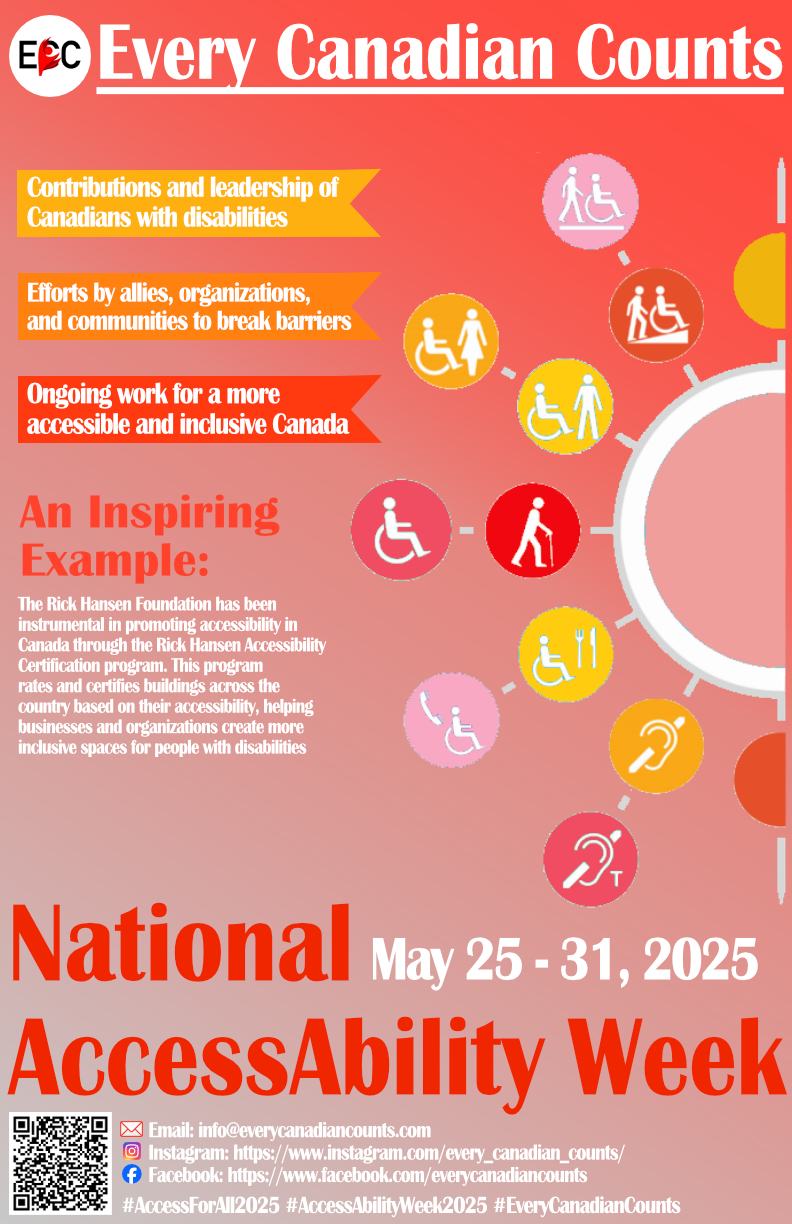 ECC
Every Canadian Counts
Contributions and leadership of
Canadians with disabilities
Efforts by allies, organizations,
and communities to break barriers
Ongoing work for a more
accessible and inclusive Canada
An Inspiring
Example:
The Rick Hansen Foundation has been
instrumental in promoting accessibility in
Canada through the Rick Hansen Accessibility
Certification program. This program
rates and certifies buildings across the
country based on their accessibility, helping
businesses and organizations create more
inclusive spaces for people with disabilities
T
National
May 25 - 31, 2025
AccessAbility Week
Email: info@everycanadiancounts.com
Instagram: https://www.instagram.com/every_canadian_counts/
Facebook: https://www.facebook.com/everycanadiancounts
#AccessForAll2025 #AccessAbilityWeek2025 #EveryCanadianCounts